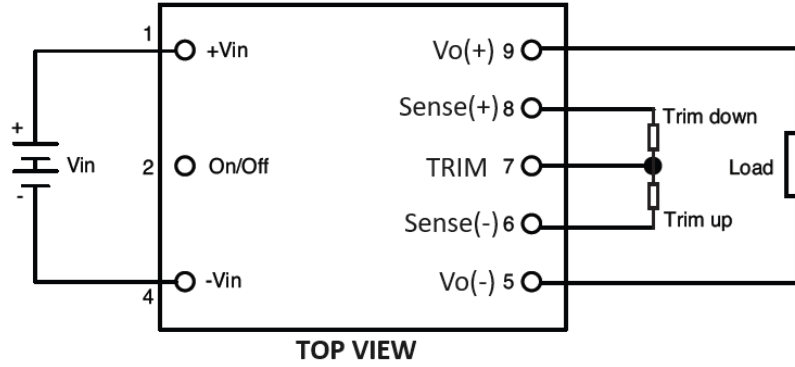 1 +Vin Vo(+) 9
Sense(+) 8 Trim down
+ Vin 2 On/Off TRIM 7 Load
-
Sense(-) 6 Trim up
4 -Vin Vo(-) 5
TOP VIEW